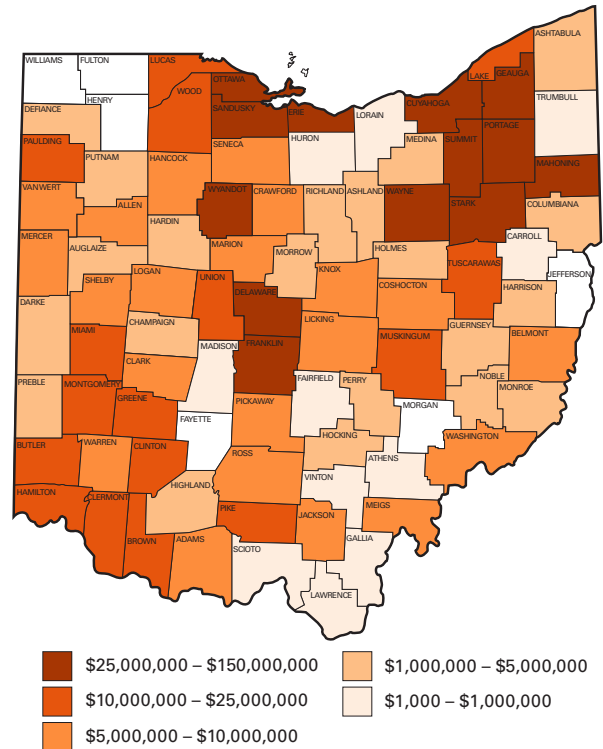 ASHTABULA
WILLIAMS
FULTON
LUCAS
LAKE
GEAUGA
OTTAWA
WOOD
CUYAHOGA
TRUMBULL
HENRY
DEFIANCE
SANDUSKY
ERIE
LORAIN
PORTAGE
PAULDING
SENECA
HURON
MEDINA
SUMMIT
PUTNAM
HANCOCK
MAHONING
VAN WERT
WYANDOT
CRAWFORD
RICHLAND
ASHLAND
WAYNE
ALLEN
STARK
COLUMBIANA
HARDIN
MERCER
AUGLAIZE
MARION
MORROW
HOLMES
CARROLL
TUSCARAWAS
JEFFERSON
LOGAN
KNOX
SHELBY
UNION
COSHOCTON
HARRISON
DELAWARE
DARKE
CHAMPAIGN
LICKING
GUERNSEY
MIAMI
MUSKINGUM
BELMONT
MADISON
FRANKLIN
CLARK
NOBLE
PREBLE
MONTGOMERY
FAIRFIELD
PERRY
MONROE
GREENE
PICKAWAY
MORGAN
FAYETTE
HOCKING
WASHINGTON
BUTLER
WARREN
CLINTON
ROSS
ATHENS
VINTON
HIGHLAND
HAMILTON
CLERMONT
PIKE
JACKSON
MEIGS
BROWN
ADAMS
GALLIA
SCIOTO
LAWRENCE
$25,000,000 – $150,000,000
$10,000,000 – $25,000,000
$5,000,000 – $10,000,000
$1,000,000 – $5,000,000
$1,000 – $1,000,000